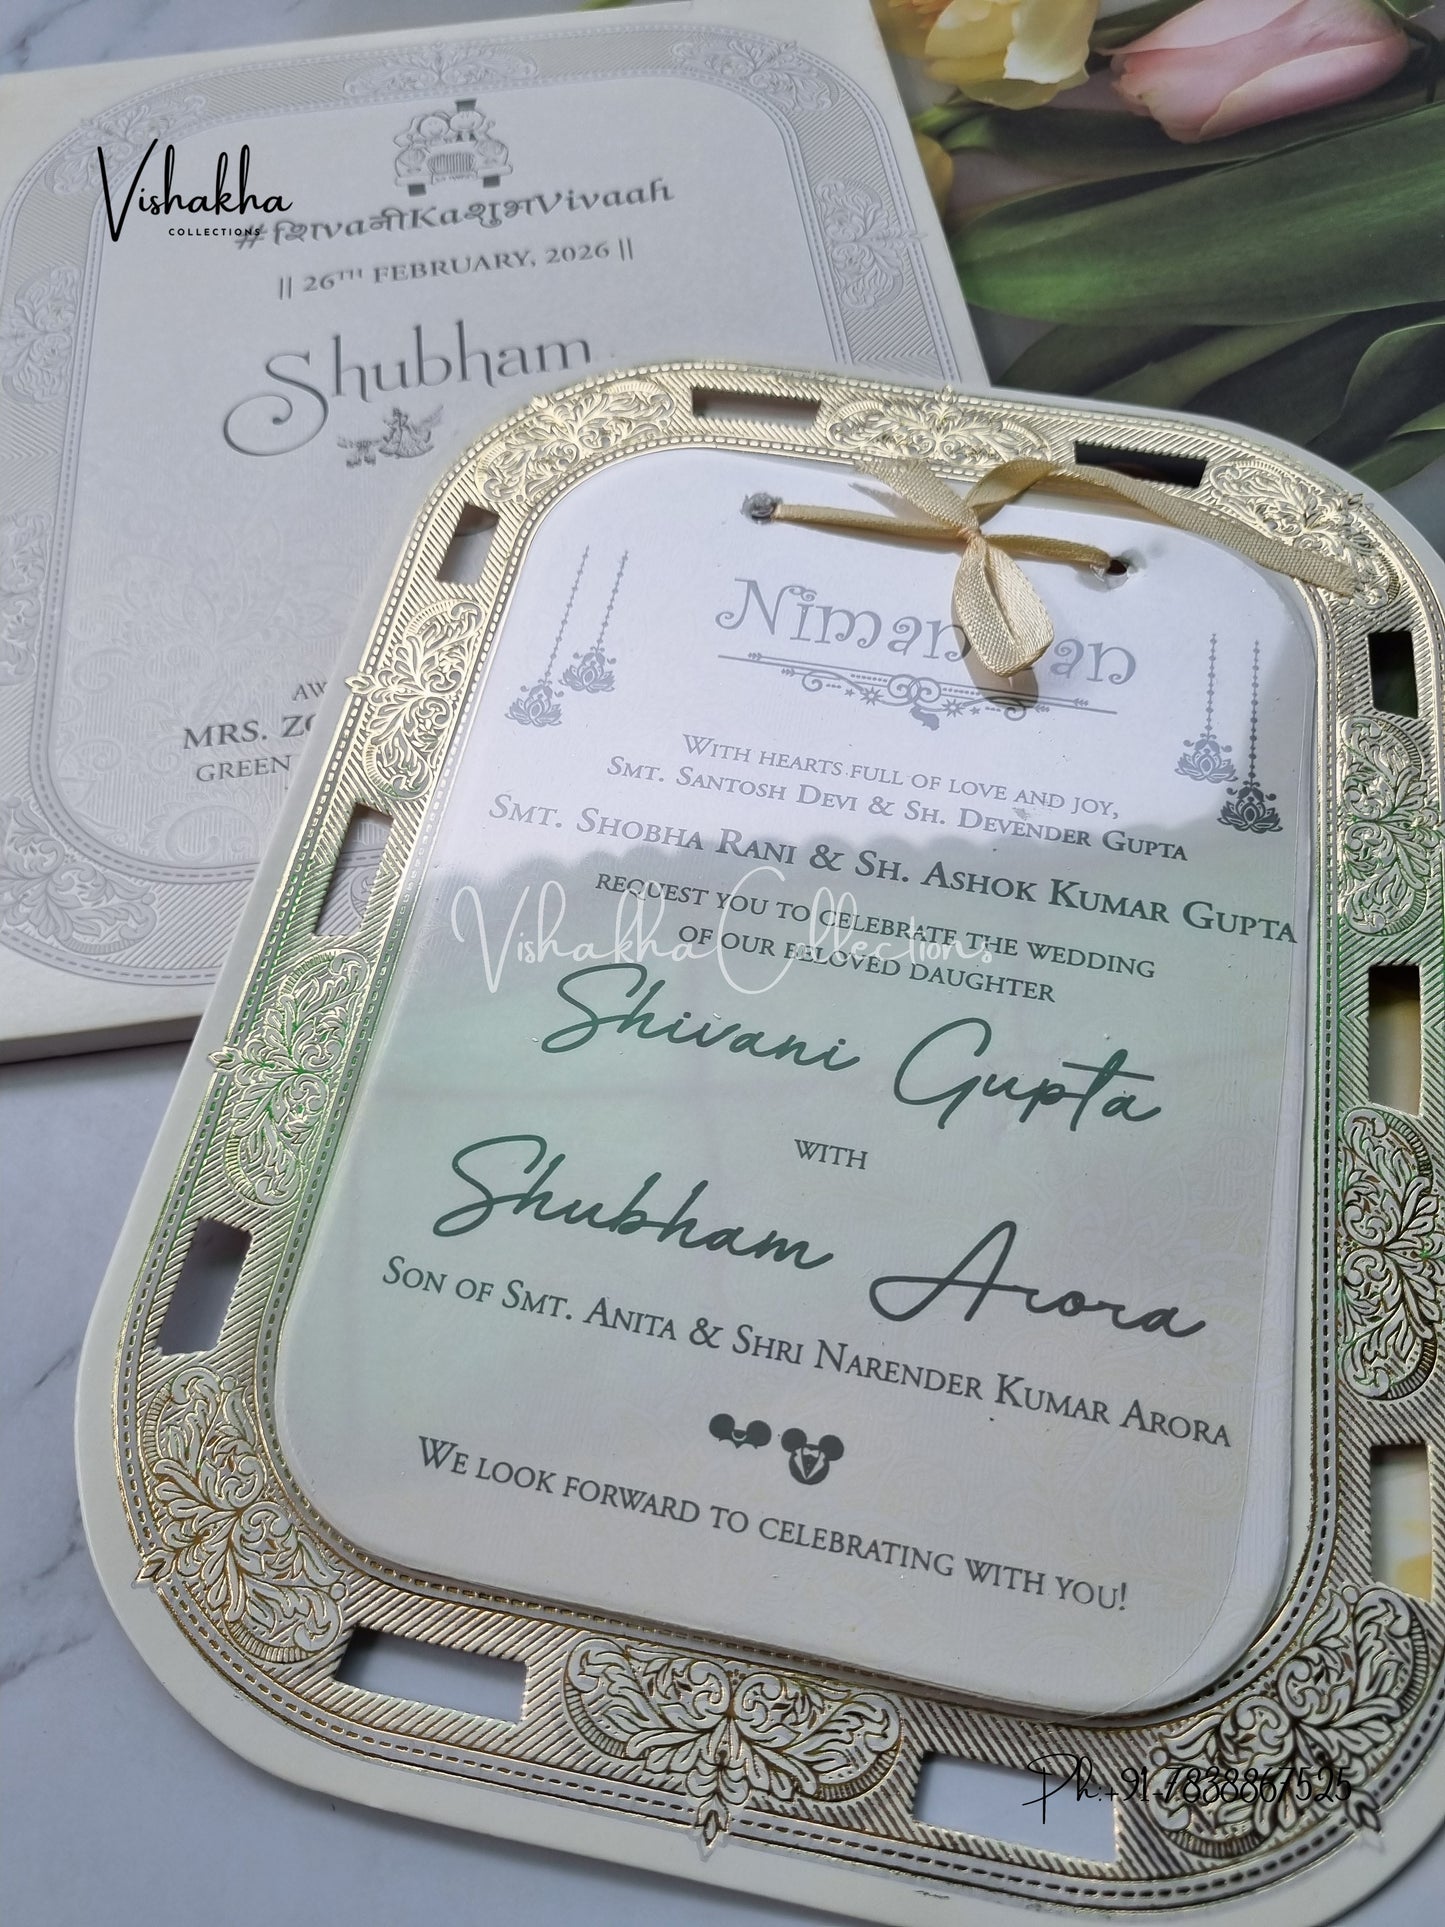 Vishakha
COLLECTIONS
#शिvaनीKaशुभVivaah
|| 26TH FEBRUARY, 2026 ||
Shubham
MRS.
GREEN
With hearts full of love and joy,
Smt. Santosh Devi & Sh. Devender Gupta
Smt. Shobha Rani & Sh. Ashok Kumar Gupta
request you to celebrate the wedding
of our beloved daughter
Vishakha Collections
Shivani Gupta
with
Shubham Arora
Son of Smt. Anita & Shri Narender Kumar Arora
We look forward to celebrating with you!
Ph:+91-7838867525